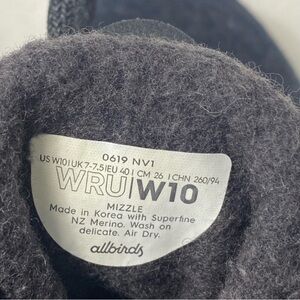 0619 NV1
US W10 | UK 7-7.5 | EU 40 | CM 26 | CHN 260/94
WRU | W10
MIZZLE
Made in Korea with Superfine
NZ Merino. Wash on
delicate. Air Dry.
allbirds